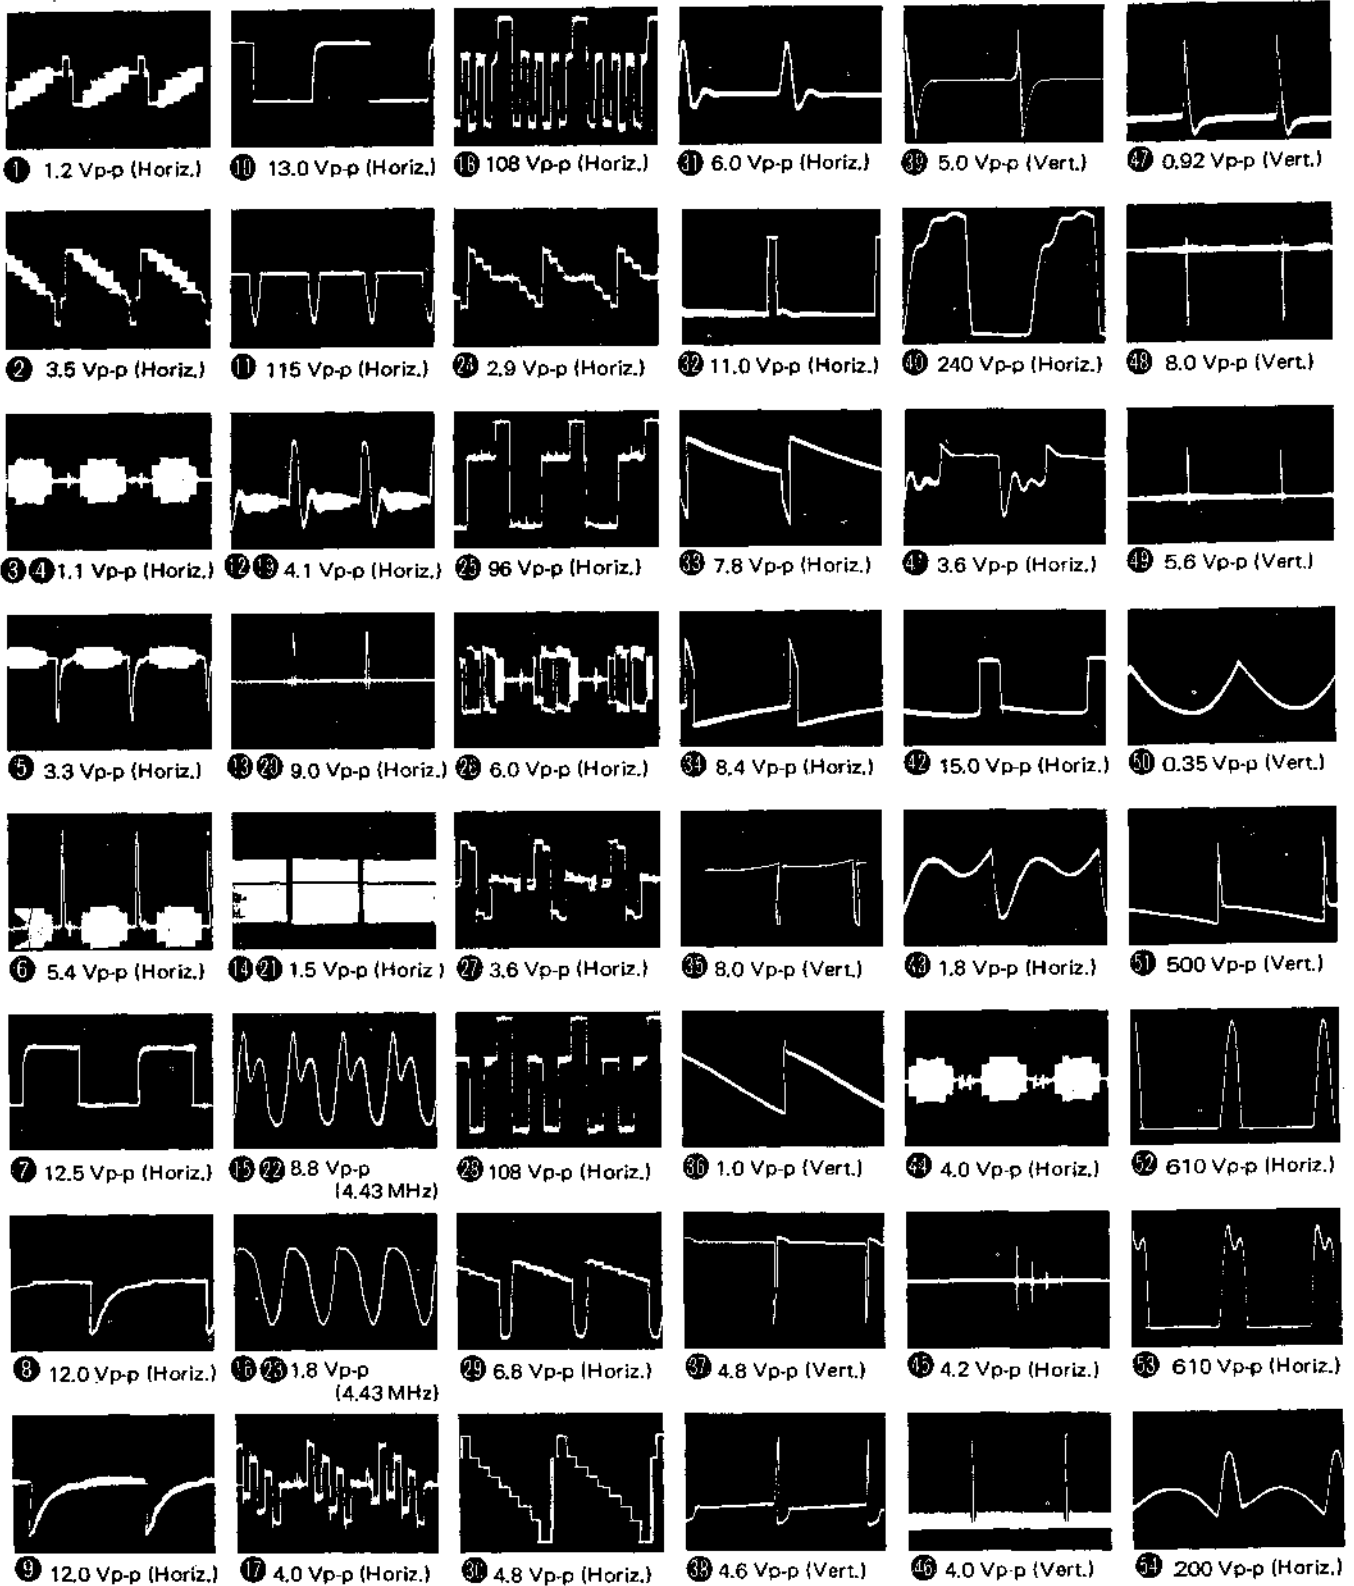 1 1.2 Vp-p (Horiz.)
10 13.0 Vp-p (Horiz.)
18 108 Vp-p (Horiz.)
31 6.0 Vp-p (Horiz.)
39 5.0 Vp-p (Vert.)
47 0.92 Vp-p (Vert.)
2 3.5 Vp-p (Horiz.)
11 115 Vp-p (Horiz.)
24 2.9 Vp-p (Horiz.)
32 11.0 Vp-p (Horiz.)
40 240 Vp-p (Horiz.)
48 8.0 Vp-p (Vert.)
3 4 1.1 Vp-p (Horiz.)
12 19 4.1 Vp-p (Horiz.)
25 96 Vp-p (Horiz.)
33 7.8 Vp-p (Horiz.)
41 3.6 Vp-p (Horiz.)
49 5.6 Vp-p (Vert.)
5 3.3 Vp-p (Horiz.)
13 20 9.0 Vp-p (Horiz.)
26 6.0 Vp-p (Horiz.)
34 8.4 Vp-p (Horiz.)
42 15.0 Vp-p (Horiz.)
50 0.35 Vp-p (Vert.)
6 5.4 Vp-p (Horiz.)
14 21 1.5 Vp-p (Horiz.)
27 3.6 Vp-p (Horiz.)
35 8.0 Vp-p (Vert.)
43 1.8 Vp-p (Horiz.)
51 500 Vp-p (Vert.)
7 12.5 Vp-p (Horiz.)
15 22 8.8 Vp-p
(4.43 MHz)
28 108 Vp-p (Horiz.)
36 1.0 Vp-p (Vert.)
44 4.0 Vp-p (Horiz.)
52 610 Vp-p (Horiz.)
8 12.0 Vp-p (Horiz.)
16 23 1.8 Vp-p
(4.43 MHz)
29 6.8 Vp-p (Horiz.)
37 4.8 Vp-p (Vert.)
45 4.2 Vp-p (Horiz.)
53 610 Vp-p (Horiz.)
9 12.0 Vp-p (Horiz.)
17 4.0 Vp-p (Horiz.)
30 4.8 Vp-p (Horiz.)
38 4.6 Vp-p (Vert.)
46 4.0 Vp-p (Vert.)
54 200 Vp-p (Horiz.)